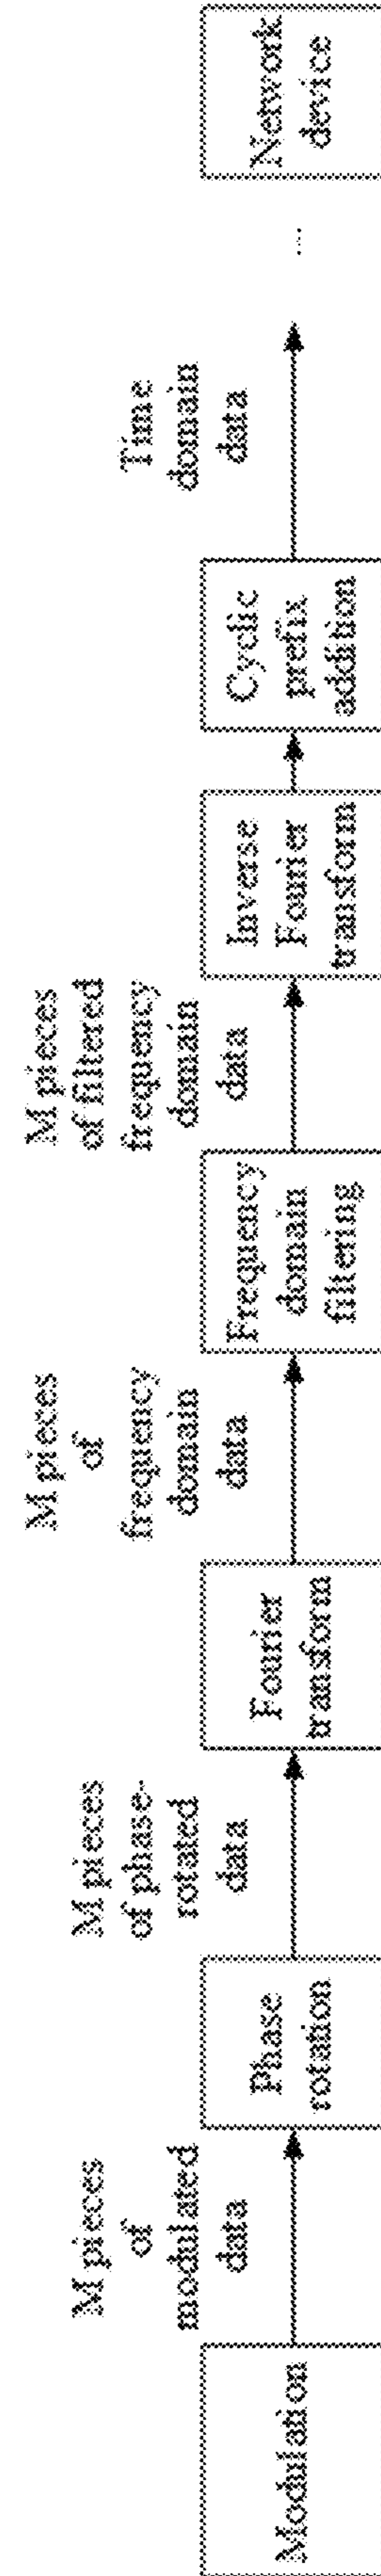 Modulation
M pieces
of
modulated
data
Phase
rotation
M pieces
of phase-
rotated
data
Fourier
transform
M pieces
of
frequency
domain
data
Frequency
domain
filtering
M pieces
of filtered
frequency
domain
data
Inverse
Fourier
transform
Cyclic
prefix
addition
Time
domain
data
...
Network
device